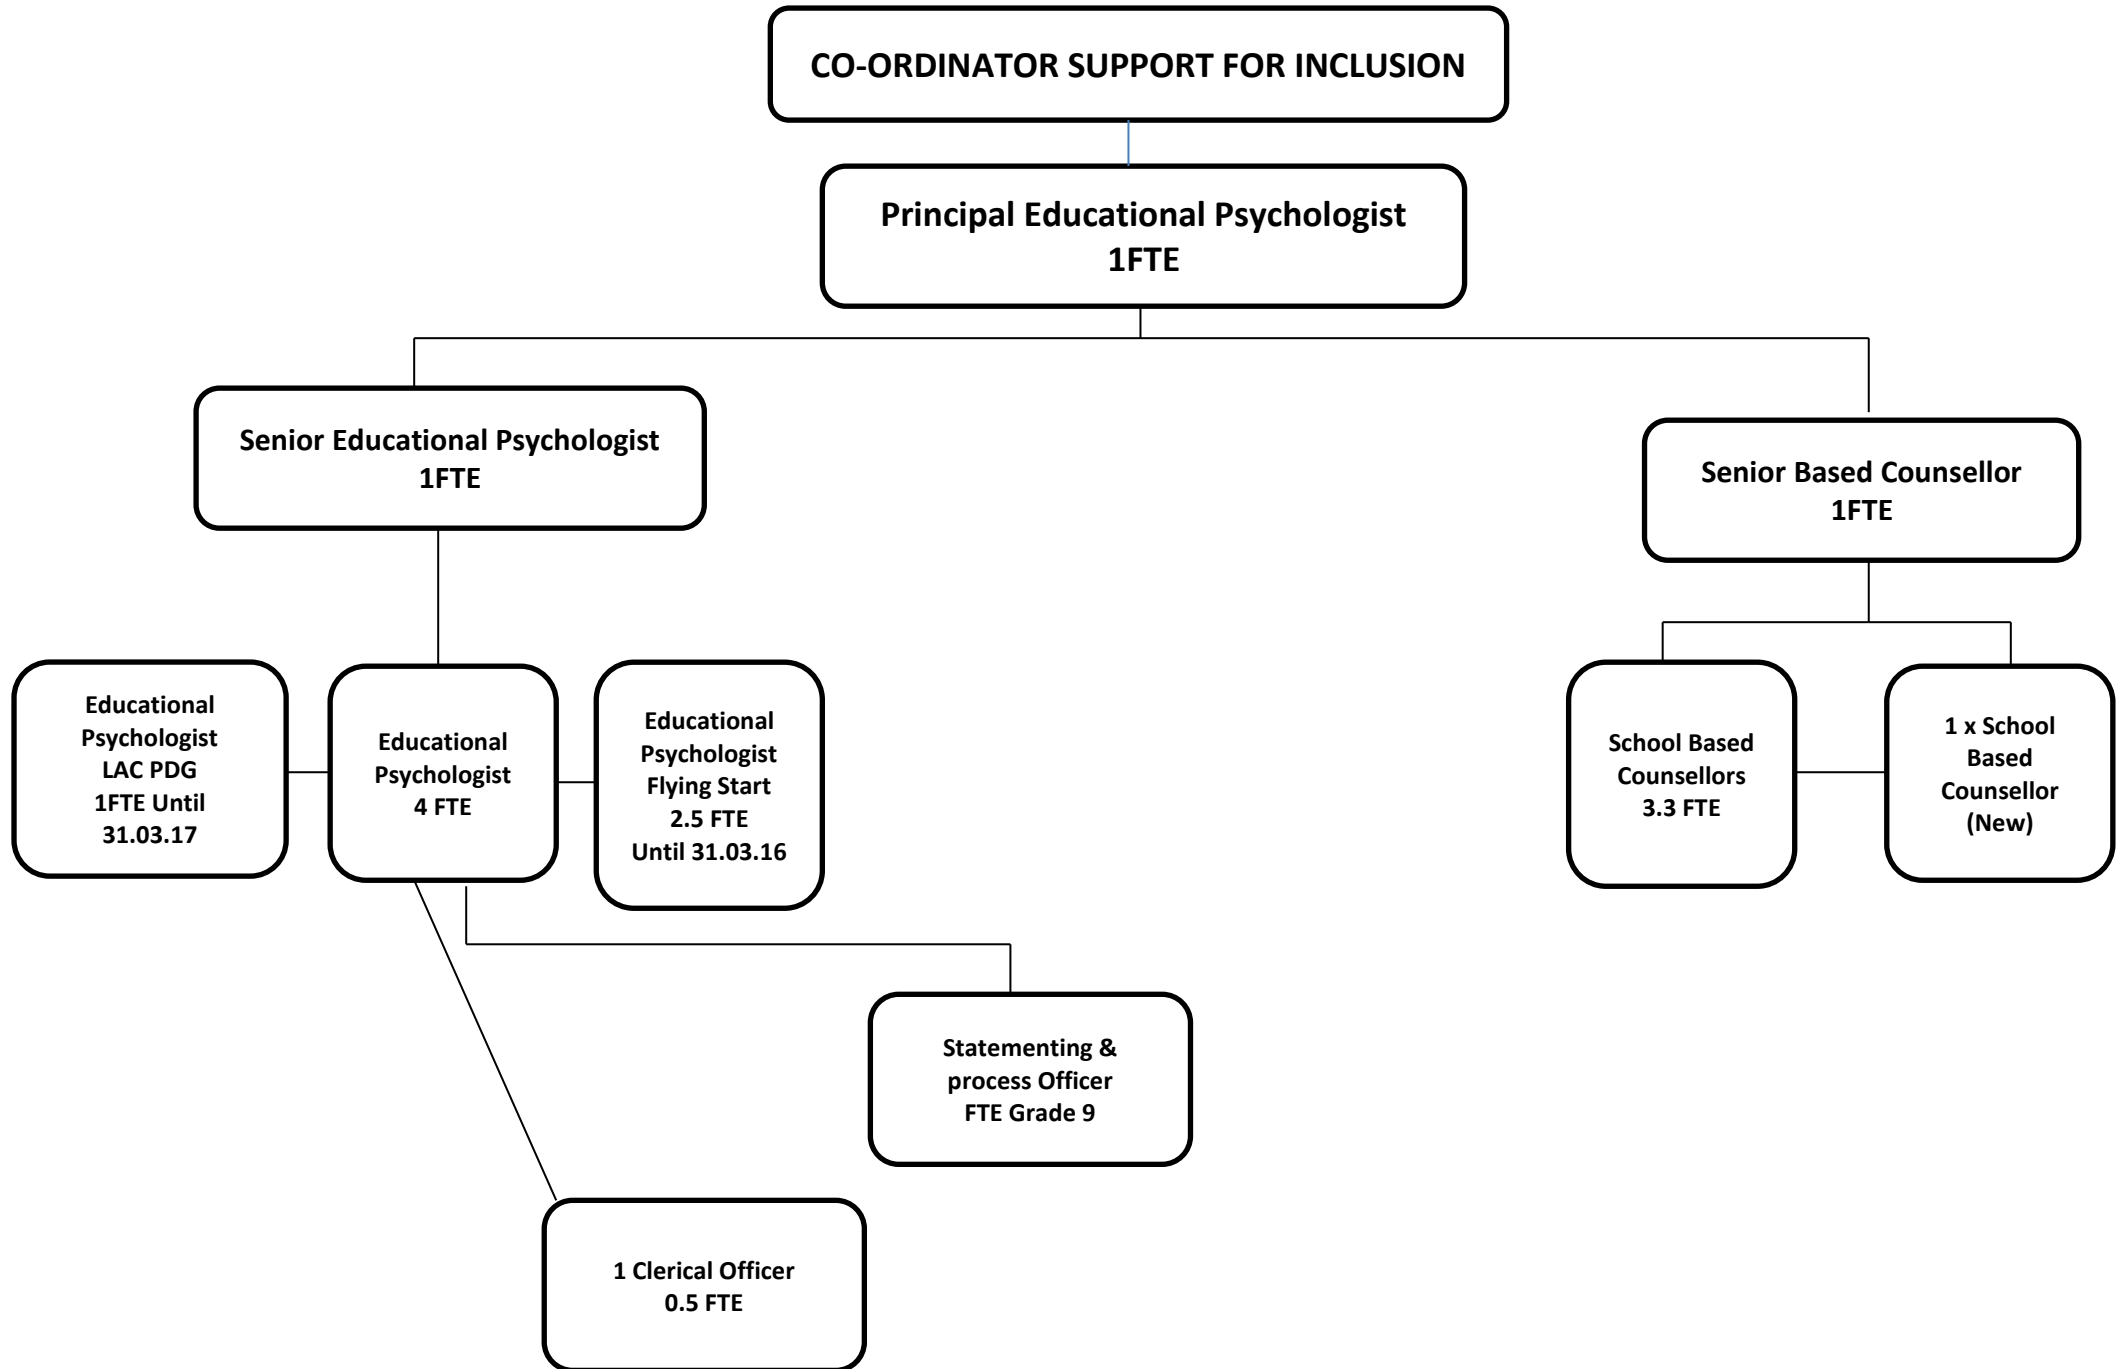 CO-ORDINATOR SUPPORT FOR INCLUSION
Principal Educational Psychologist
1FTE
Senior Educational Psychologist
1FTE
Senior Based Counsellor
1FTE
Educational
Psychologist
LAC PDG
1FTE Until
31.03.17
Educational
Psychologist
4 FTE
Educational
Psychologist
Flying Start
2.5 FTE
Until 31.03.16
School Based
Counsellors
3.3 FTE
1 x School
Based
Counsellor
(New)
Statementing &
process Officer
FTE Grade 9
1 Clerical Officer
0.5 FTE